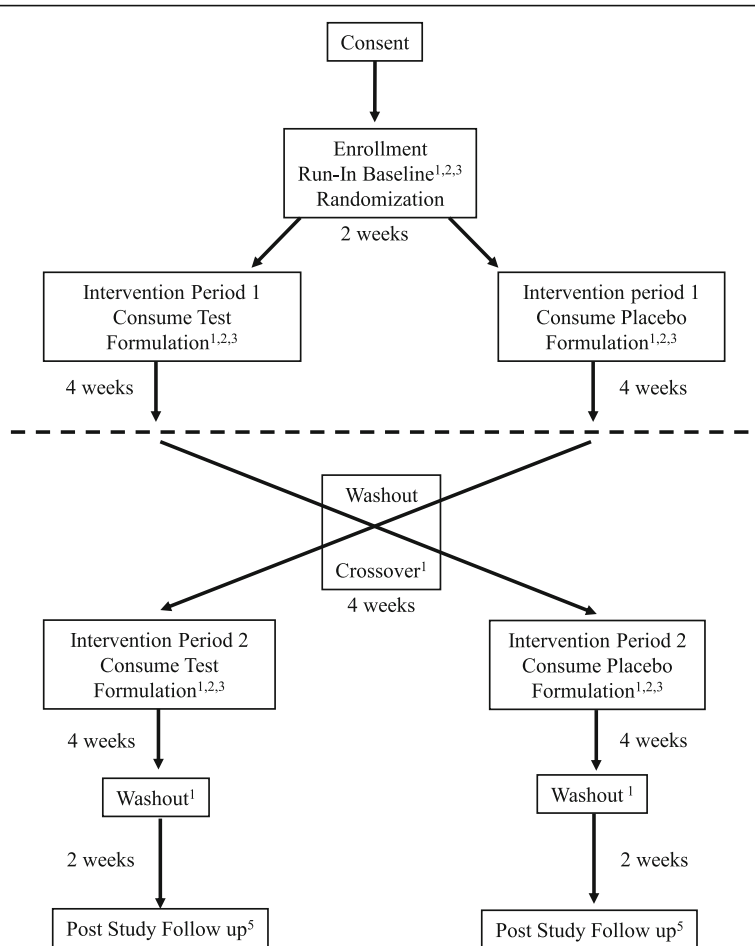 Consent
Enrollment
Run-In Baseline¹,²,³
Randomization
2 weeks
Intervention Period 1
Consume Test
Formulation¹,²,³
Intervention period 1
Consume Placebo
Formulation¹,²,³
4 weeks
4 weeks
Washout
Crossover¹
4 weeks
Intervention Period 2
Consume Test
Formulation¹,²,³
Intervention Period 2
Consume Placebo
Formulation¹,²,³
4 weeks
4 weeks
Washout¹
Washout ¹
2 weeks
2 weeks
Post Study Follow up⁵
Post Study Follow up⁵